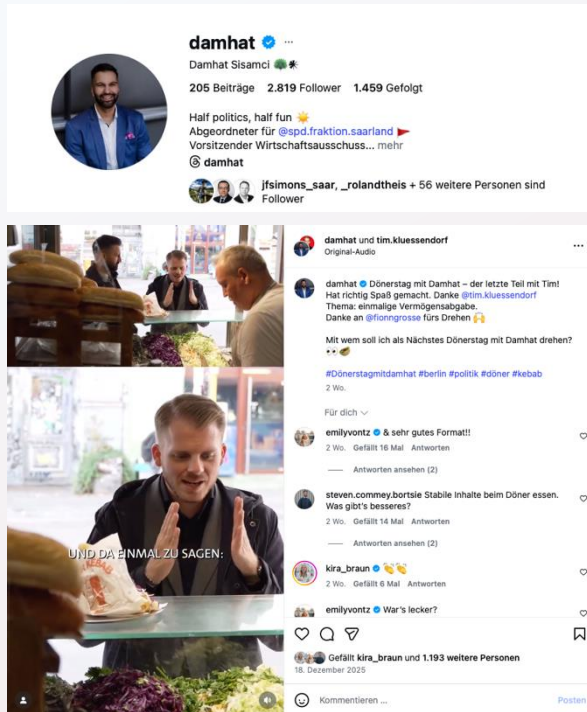 damhat
Damhat Sisamci 🌳☀
205 Beiträge 2.819 Follower 1.459 Gefolgt
Half politics, half fun ☀️
Abgeordneter für @spd.fraktion.saarland 🚩
Vorsitzender Wirtschaftsausschuss... mehr
damhat
jfsimons_saar, _rolandtheis + 56 weitere Personen sind
Follower
damhat und tim.kluessendorf
Original-Audio
damhat Dönerstag mit Damhat – der letzte Teil mit Tim!
Hat richtig Spaß gemacht. Danke @tim.kluessendorf
Thema: einmalige Vermögensabgabe.
Danke an @fionngrosse fürs Drehen 🙌
Mit wem soll ich als Nächstes Dönerstag mit Damhat drehen?
👀🥙
#Dönerstagmitdamhat #berlin #politik #döner #kebab
2 Wo.
Für dich
emilyvontz & sehr gutes Format!!
2 Wo. Gefällt 16 Mal Antworten
Antworten ansehen (2)
steven.commey.bortsie Stabile Inhalte beim Döner essen.
Was gibt's besseres?
2 Wo. Gefällt 14 Mal Antworten
Antworten ansehen (2)
kira_braun 👏👏
2 Wo. Gefällt 6 Mal Antworten
emilyvontz War's lecker?
Gefällt kira_braun und 1.193 weitere Personen
18. Dezember 2025
Kommentieren ...
Posten
UND DA EINMAL ZU SAGEN:
KEBAP